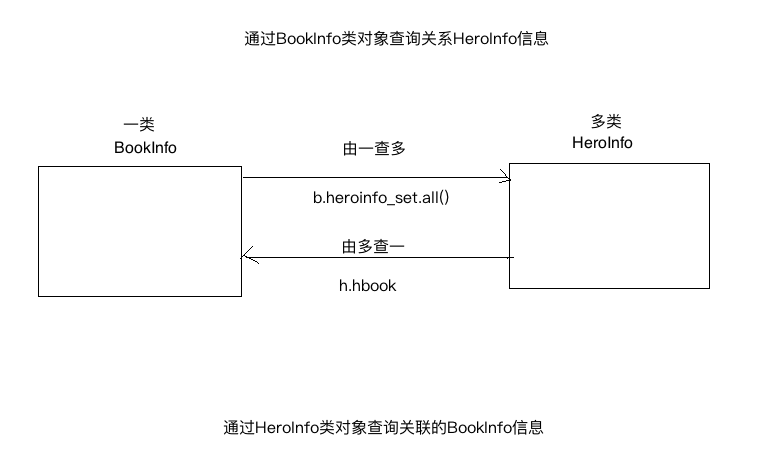 通过BookInfo类对象查询关系HeroInfo信息
一类
BookInfo
多类
HeroInfo
由一查多
b.heroinfo_set.all()
由多查一
h.hbook
通过HeroInfo类对象查询关联的BookInfo信息